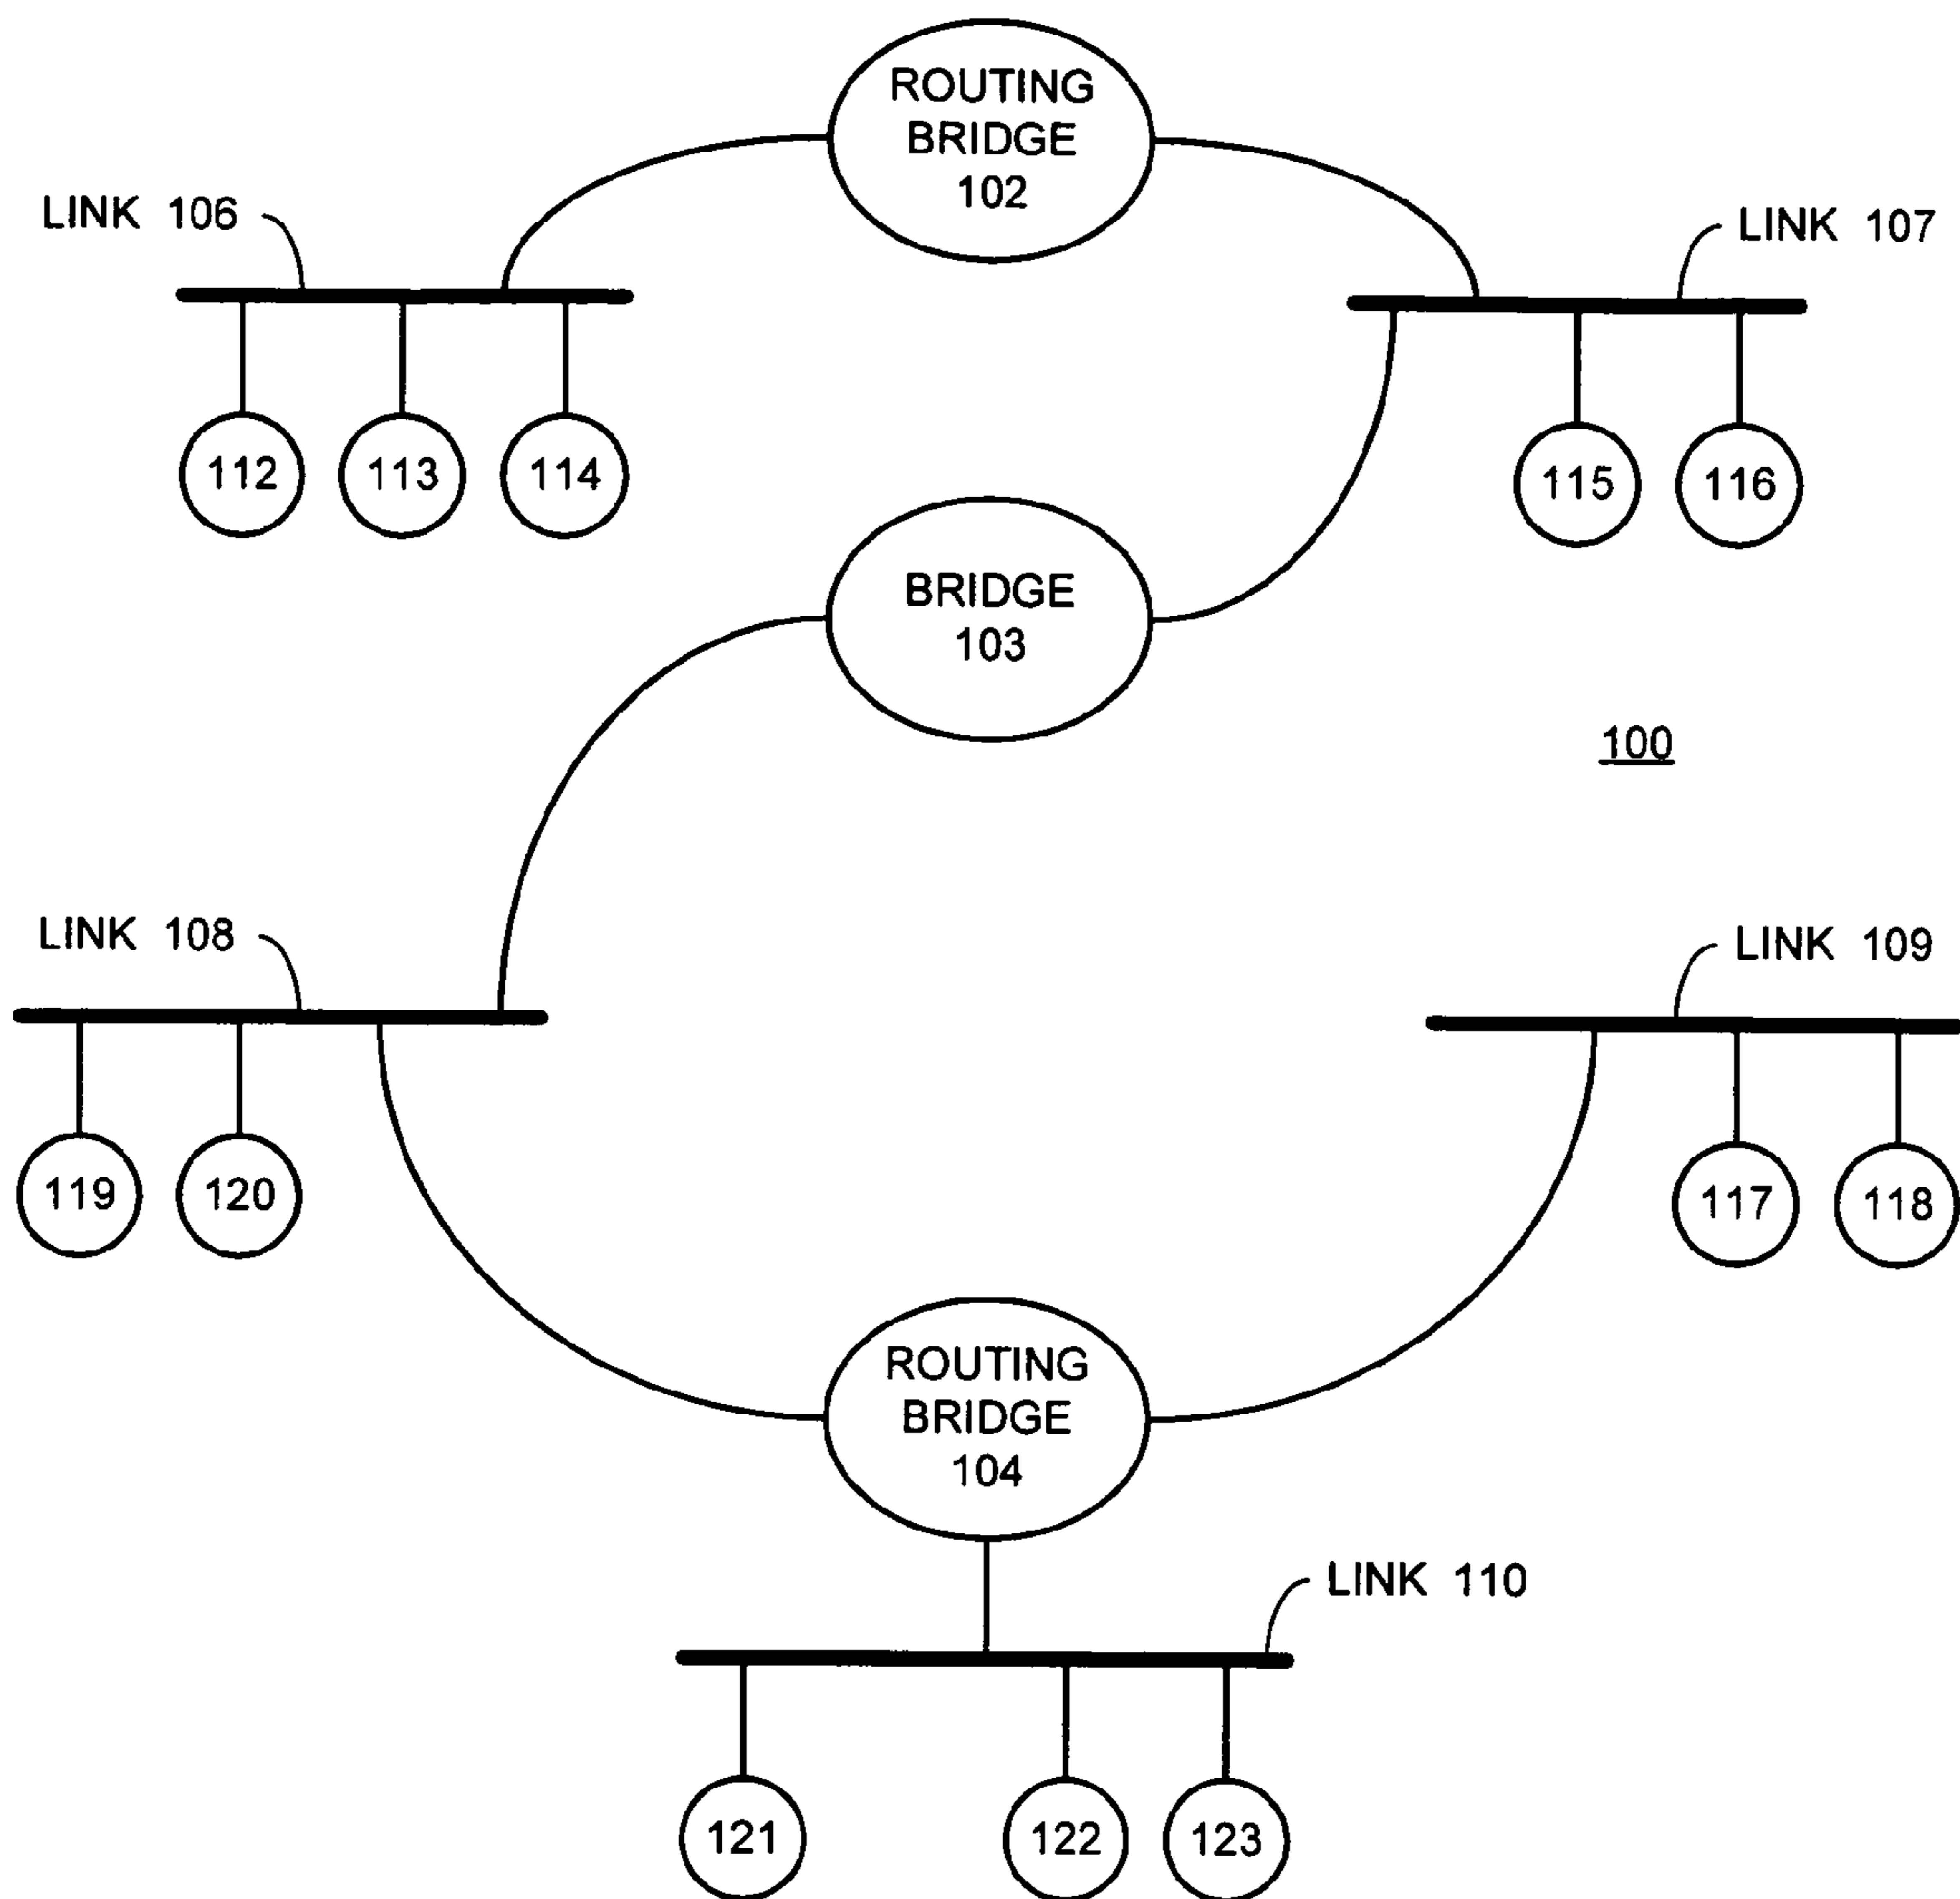 ROUTING
BRIDGE
102
LINK 106
LINK 107
112
113
114
115
116
BRIDGE
103
100
LINK 108
LINK 109
119
120
117
118
ROUTING
BRIDGE
104
LINK 110
121
122
123